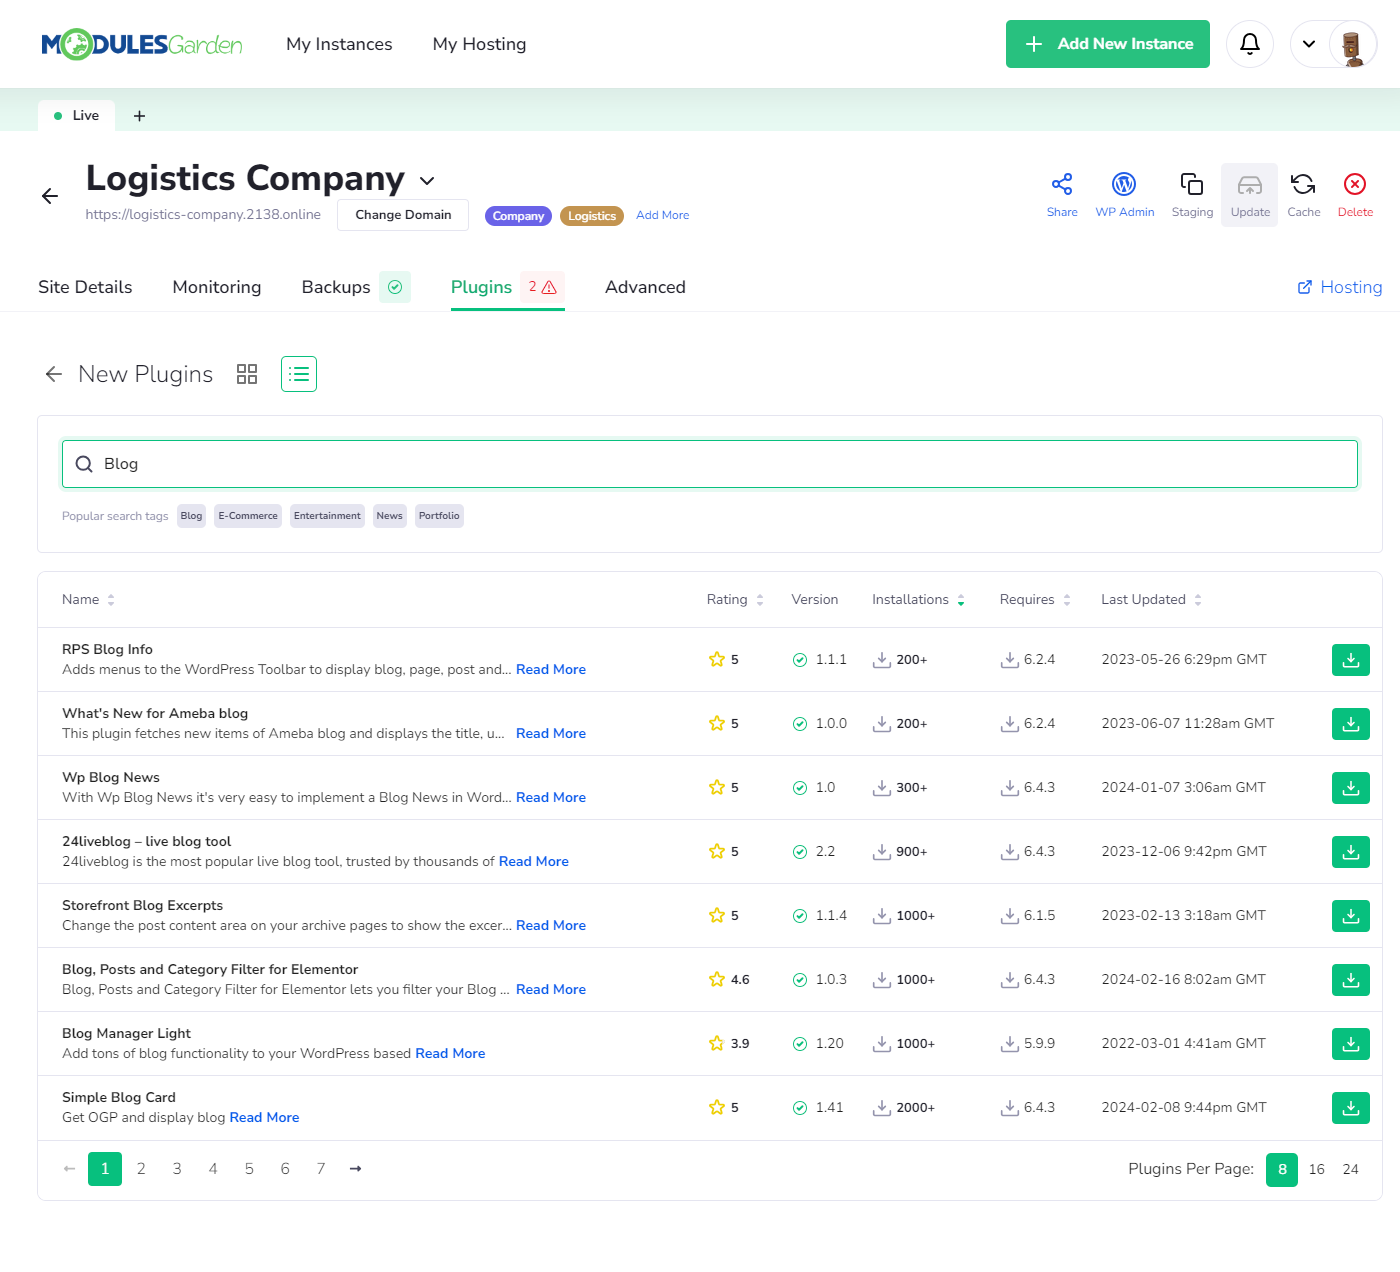 MODULESGarden My Instances My Hosting Add New Instance
Live
Logistics Company
https://logistics-company.2138.online Change Domain Company Logistics Add More
Share WP Admin Staging Update Cache Delete
Site Details Monitoring Backups Plugins 2 Advanced Hosting
New Plugins
Blog
Popular search tags Blog E-Commerce Entertainment News Portfolio
Name Rating Version Installations Requires Last Updated
RPS Blog Info
Adds menus to the WordPress Toolbar to display blog, page, post and... Read More 5 1.1.1 200+ 6.2.4 2023-05-26 6:29pm GMT
What's New for Ameba blog
This plugin fetches new items of Ameba blog and displays the title, u... Read More 5 1.0.0 200+ 6.2.4 2023-06-07 11:28am GMT
Wp Blog News
With Wp Blog News it's very easy to implement a Blog News in Word... Read More 5 1.0 300+ 6.4.3 2024-01-07 3:06am GMT
24liveblog – live blog tool
24liveblog is the most popular live blog tool, trusted by thousands of Read More 5 2.2 900+ 6.4.3 2023-12-06 9:42pm GMT
Storefront Blog Excerpts
Change the post content area on your archive pages to show the excer... Read More 5 1.1.4 1000+ 6.1.5 2023-02-13 3:18am GMT
Blog, Posts and Category Filter for Elementor
Blog, Posts and Category Filter for Elementor lets you filter your Blog ... Read More 4.6 1.0.3 1000+ 6.4.3 2024-02-16 8:02am GMT
Blog Manager Light
Add tons of blog functionality to your WordPress based Read More 3.9 1.20 1000+ 5.9.9 2022-03-01 4:41am GMT
Simple Blog Card
Get OGP and display blog Read More 5 1.41 2000+ 6.4.3 2024-02-08 9:44pm GMT
1 2 3 4 5 6 7 Plugins Per Page: 8 16 24